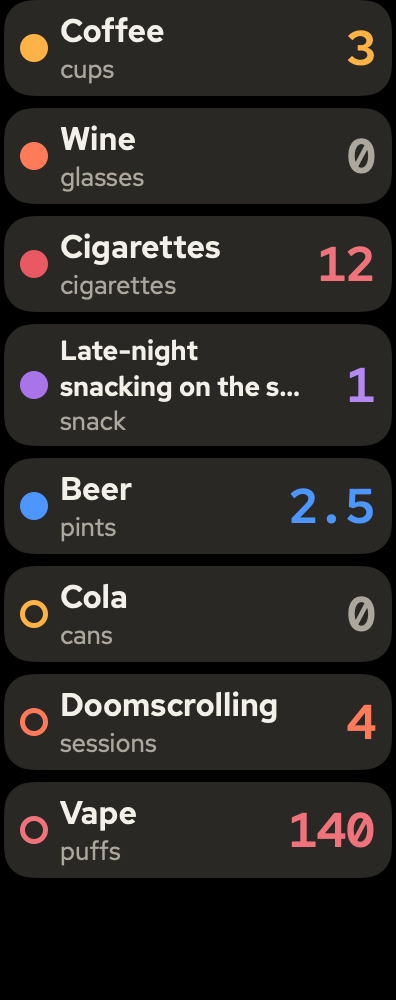 Coffee
cups
3
Wine
glasses
0
Cigarettes
cigarettes
12
Late-night
snacking on the s...
snack
1
Beer
pints
2.5
Cola
cans
0
Doomscrolling
sessions
4
Vape
puffs
140